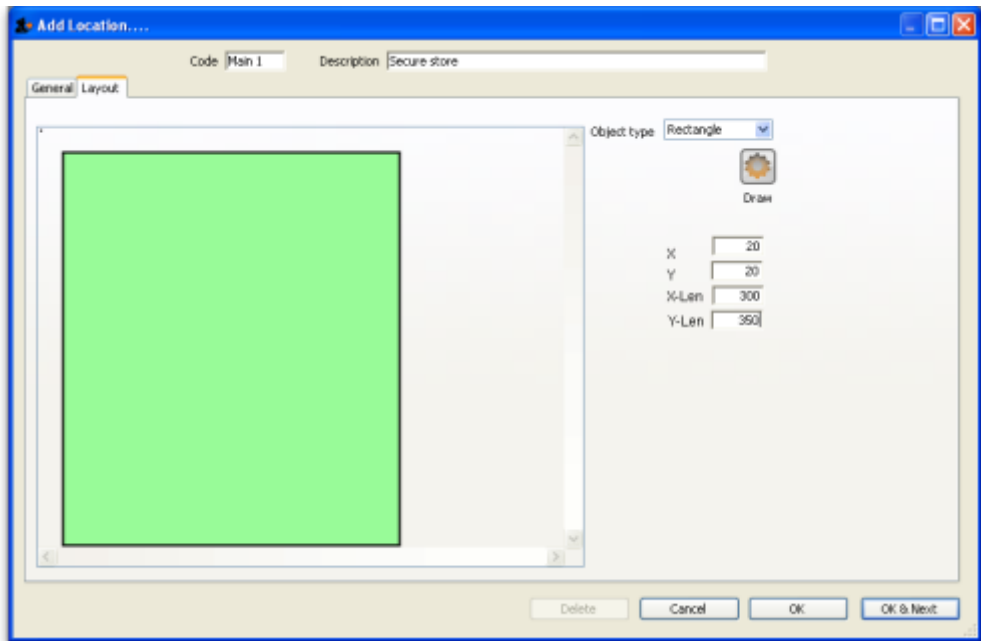 Add Location....
Code Main 1 Description Secure store
General Layout
Object type Rectangle
Draw
X 20
Y 20
X-Len 300
Y-Len 350
Delete Cancel OK OK & Next